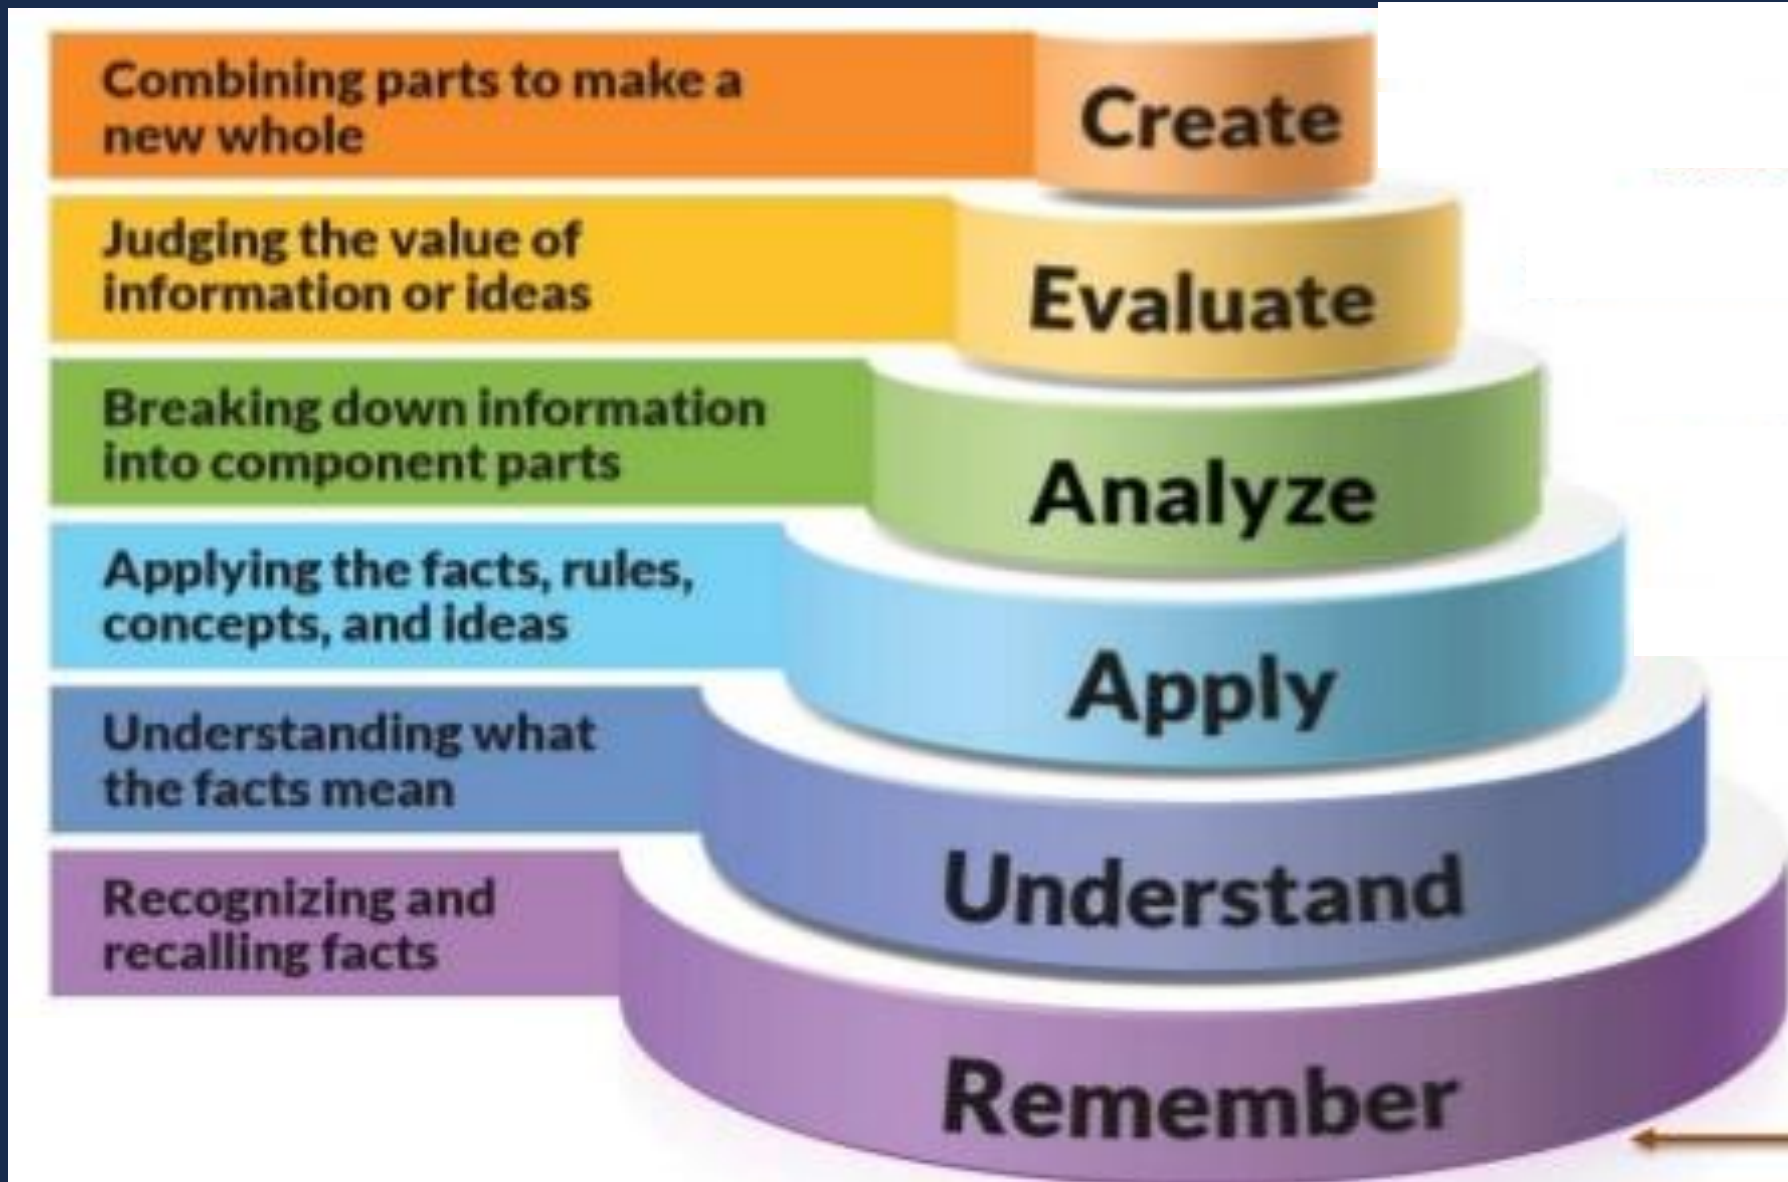 Combining parts to make a
new whole
Create
Judging the value of
information or ideas
Evaluate
Breaking down information
into component parts
Analyze
Applying the facts, rules,
concepts, and ideas
Apply
Understanding what
the facts mean
Understand
Recognizing and
recalling facts
Remember